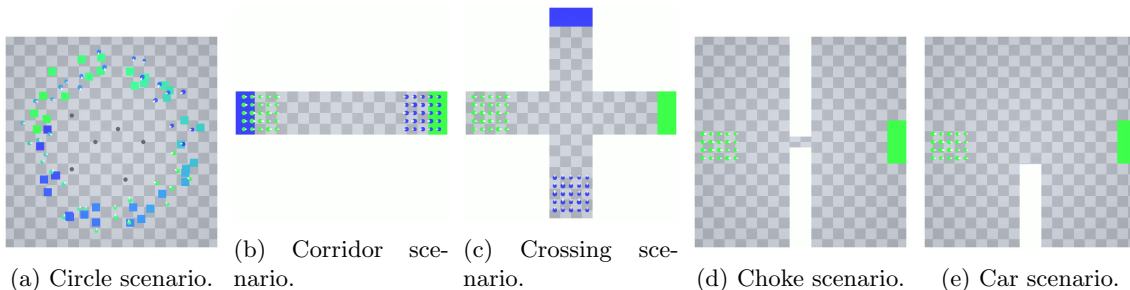 (a) Circle scenario.
(b) Corridor sce-
nario.
(c) Crossing sce-
nario.
(d) Choke scenario.
(e) Car scenario.